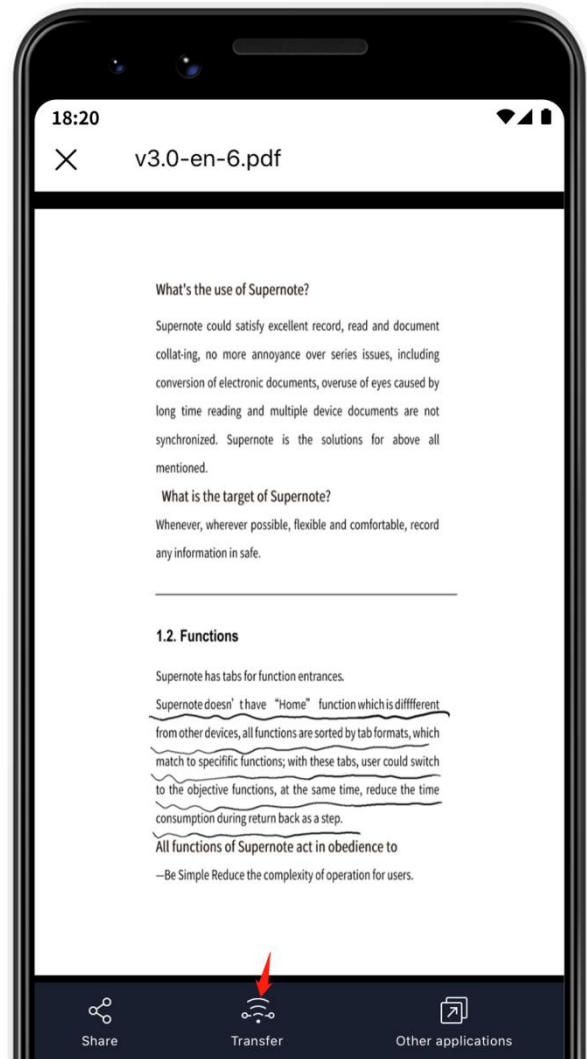 18:20
v3.0-en-6.pdf
What's the use of Supernote?
Supernote could satisfy excellent record, read and document
collat-ing, no more annoyance over series issues, including
conversion of electronic documents, overuse of eyes caused by
long time reading and multiple device documents are not
synchronized. Supernote is the solutions for above all
mentioned.
What is the target of Supernote?
Whenever, wherever possible, flexible and comfortable, record
any information in safe.
1.2. Functions
Supernote has tabs for function entrances.
Supernote doesn’ t have “Home” function which is diffferent
from other devices, all functions are sorted by tab formats, which
match to specifific functions; with these tabs, user could switch
to the objective functions, at the same time, reduce the time
consumption during return back as a step.
All functions of Supernote act in obedience to
—Be Simple Reduce the complexity of operation for users.
Share Transfer Other applications